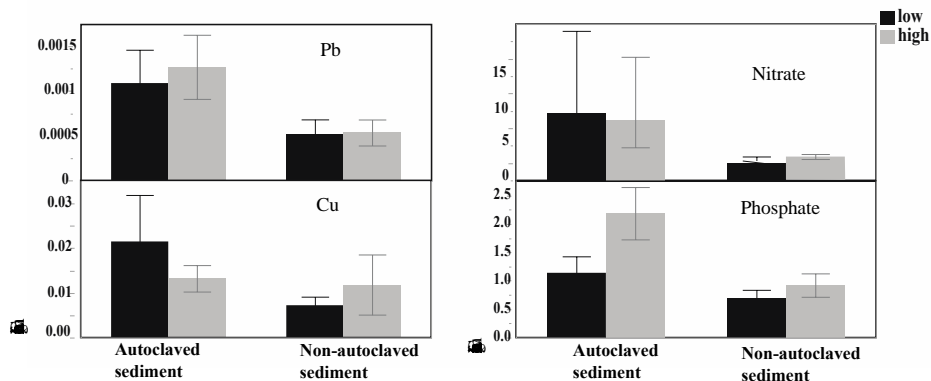 low
high
0.0015
0.001
0.0005
0
Pb
0.03
0.02
0.01
0.00
Cu
Autoclaved
sediment
Non-autoclaved
sediment
15
10
5
0
Nitrate
2.5
2.0
1.5
1.0
0.5
0.0
Phosphate
Autoclaved
sediment
Non-autoclaved
sediment